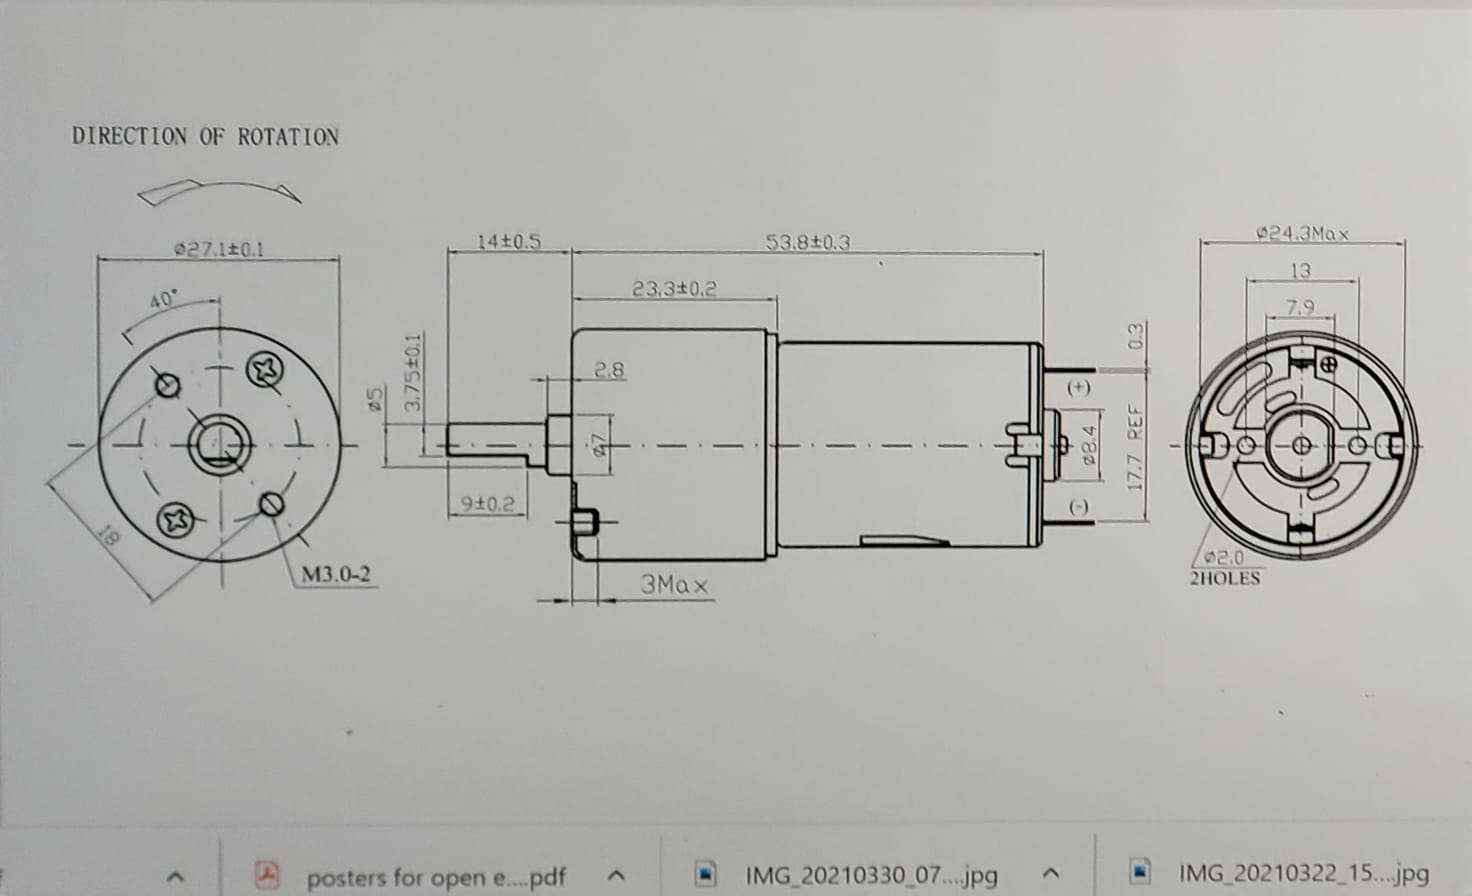 DIRECTION OF ROTATION
ø27.1±0.1
40°
18
M3.0-2
14±0.5
53.8±0.3
23.3±0.2
2.8
ø5
3.75±0.1
ø7
9±0.2
3Max
(+)
(-)
ø8.4
0.3
17.7 REF
ø24.3Max
13
7.9
ø2.0
2HOLES
posters for open e....pdf
IMG_20210330_07....jpg
IMG_20210322_15....jpg